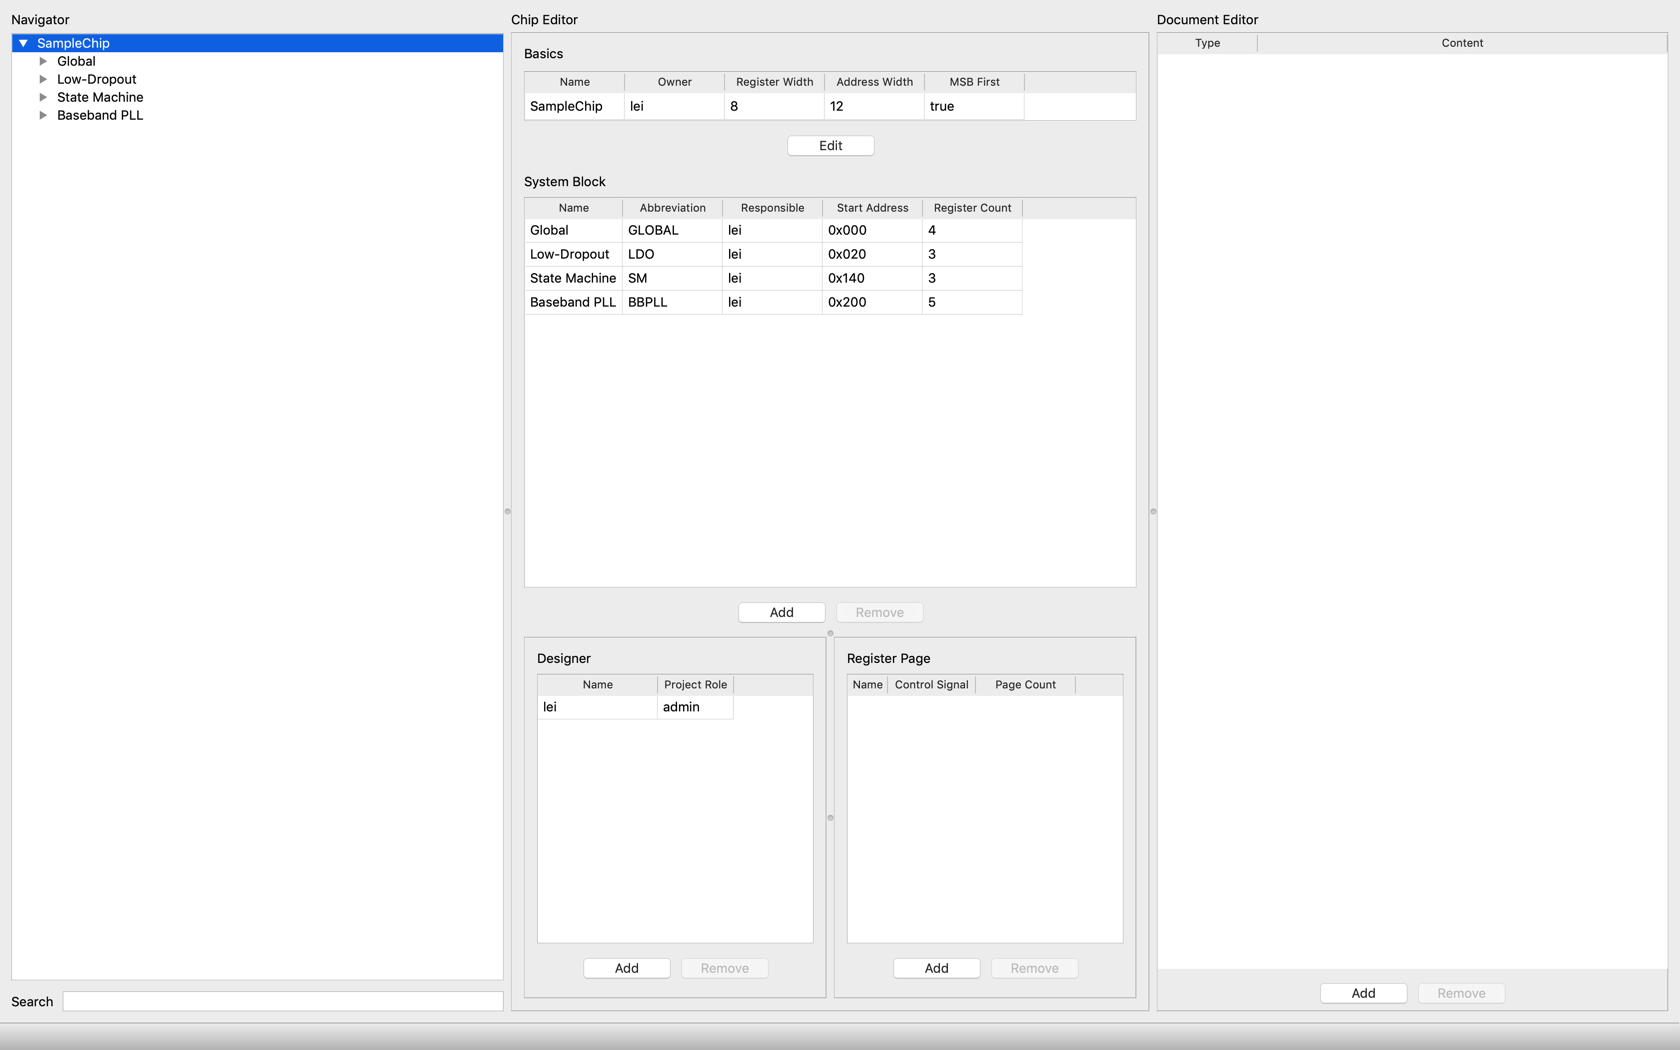 Navigator
SampleChip
Global
Low-Dropout
State Machine
Baseband PLL
Search
Chip Editor
Basics
Name Owner Register Width Address Width MSB First
SampleChip lei 8 12 true
Edit
System Block
Name Abbreviation Responsible Start Address Register Count
Global GLOBAL lei 0x000 4
Low-Dropout LDO lei 0x020 3
State Machine SM lei 0x140 3
Baseband PLL BBPLL lei 0x200 5
Add Remove
Designer
Name Project Role
lei admin
Add Remove
Register Page
Name Control Signal Page Count
Add Remove
Document Editor
Type Content
Add Remove